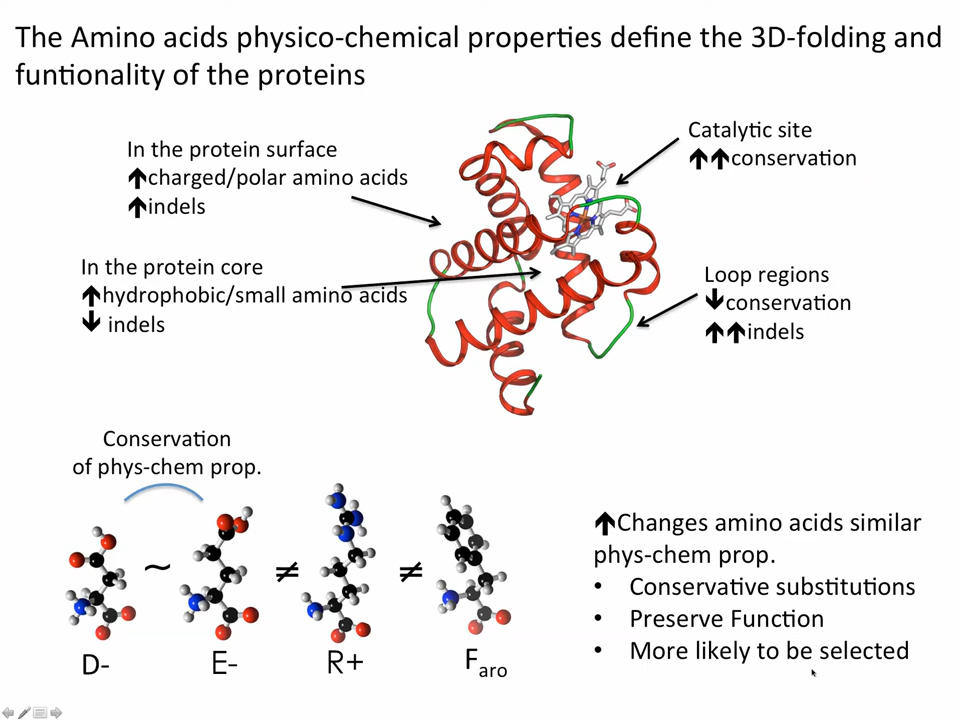 The Amino acids physico-chemical properties define the 3D-folding and
funtionality of the proteins
In the protein surface
🡅charged/polar amino acids
🡅indels
Catalytic site
🡅🡅conservation
In the protein core
🡅hydrophobic/small amino acids
🡇 indels
Loop regions
🡇conservation
🡅🡅indels
Conservation
of phys-chem prop.
~ ≠ ≠
D- E- R+ Faro
🡅Changes amino acids similar
phys-chem prop.
• Conservative substitutions
• Preserve Function
• More likely to be selected